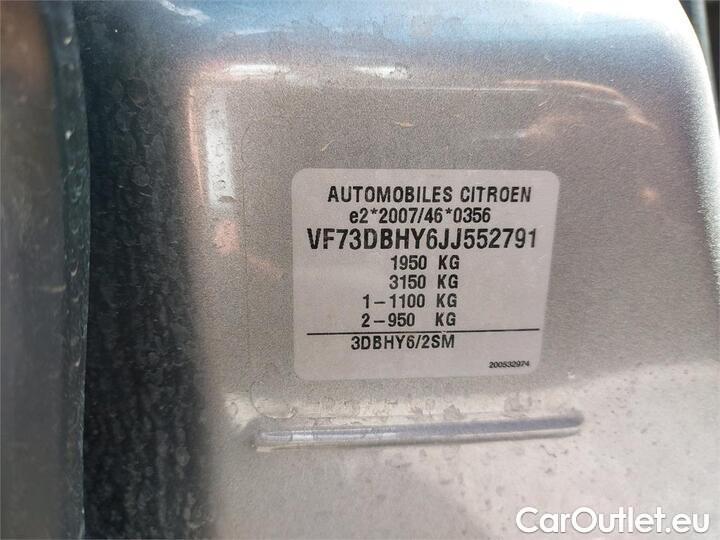 AUTOMOBILES CITROEN
e2*2007/46*0356
VF73DBHY6JJ552791
1950 KG
3150 KG
1-1100 KG
2-950 KG
3DBHY6/2SM
200532974
CarOutlet.eu